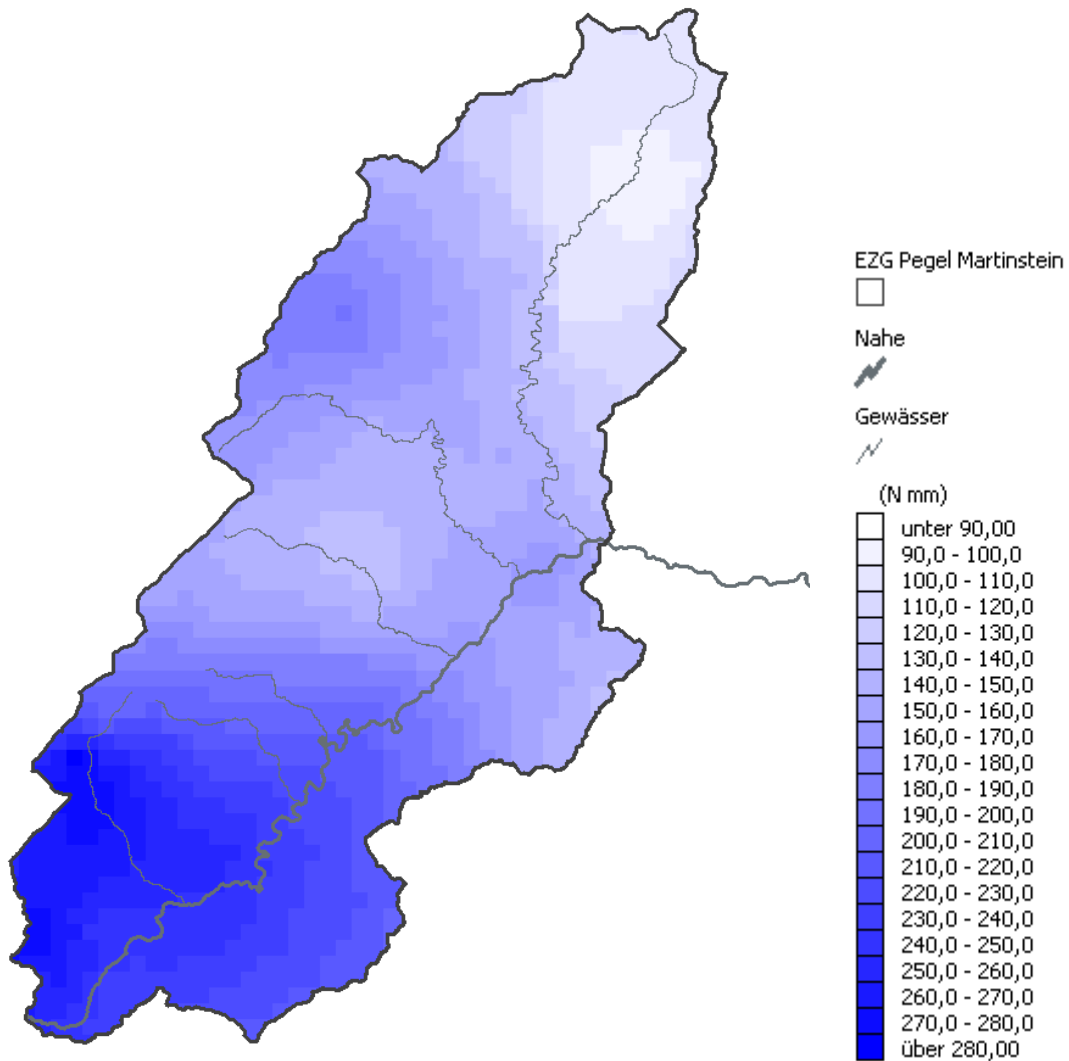 EZG Pegel Martinstein
Nahe
Gewässer
(N mm)
unter 90,00
90,0 - 100,0
100,0 - 110,0
110,0 - 120,0
120,0 - 130,0
130,0 - 140,0
140,0 - 150,0
150,0 - 160,0
160,0 - 170,0
170,0 - 180,0
180,0 - 190,0
190,0 - 200,0
200,0 - 210,0
210,0 - 220,0
220,0 - 230,0
230,0 - 240,0
240,0 - 250,0
250,0 - 260,0
260,0 - 270,0
270,0 - 280,0
über 280,00